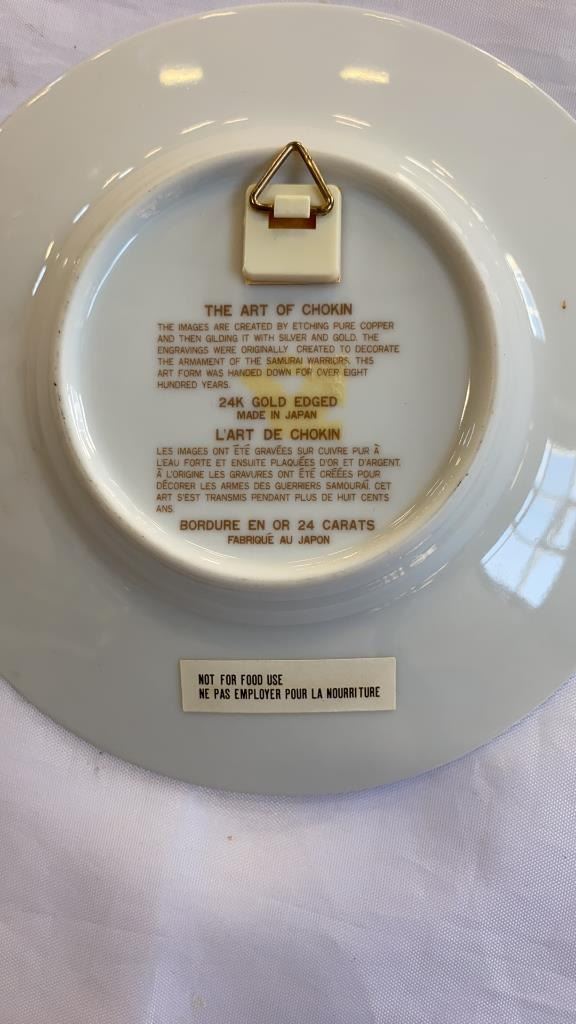 THE ART OF CHOKIN
THE IMAGES ARE CREATED BY ETCHING PURE COPPER
AND THEN GILDING IT WITH SILVER AND GOLD. THE
ENGRAVINGS WERE ORIGINALLY CREATED TO DECORATE
THE ARMAMENT OF THE SAMURAI WARRIORS. THIS
ART FORM WAS HANDED DOWN FOR OVER EIGHT
HUNDRED YEARS.
24K GOLD EDGED
MADE IN JAPAN
L'ART DE CHOKIN
LES IMAGES ONT ÉTÉ GRAVÉES SUR CUIVRE PUR À
L'EAU FORTE ET ENSUITE PLAQUÉES D'OR ET D'ARGENT.
À L'ORIGINE LES GRAVURES ONT ÉTÉ CRÉÉES POUR
DÉCORER LES ARMES DES GUERRIERS SAMOURAÏ. CET
ART S'EST TRANSMIS PENDANT PLUS DE HUIT CENTS
ANS.
BORDURE EN OR 24 CARATS
FABRIQUÉ AU JAPON
NOT FOR FOOD USE
NE PAS EMPLOYER POUR LA NOURRITURE